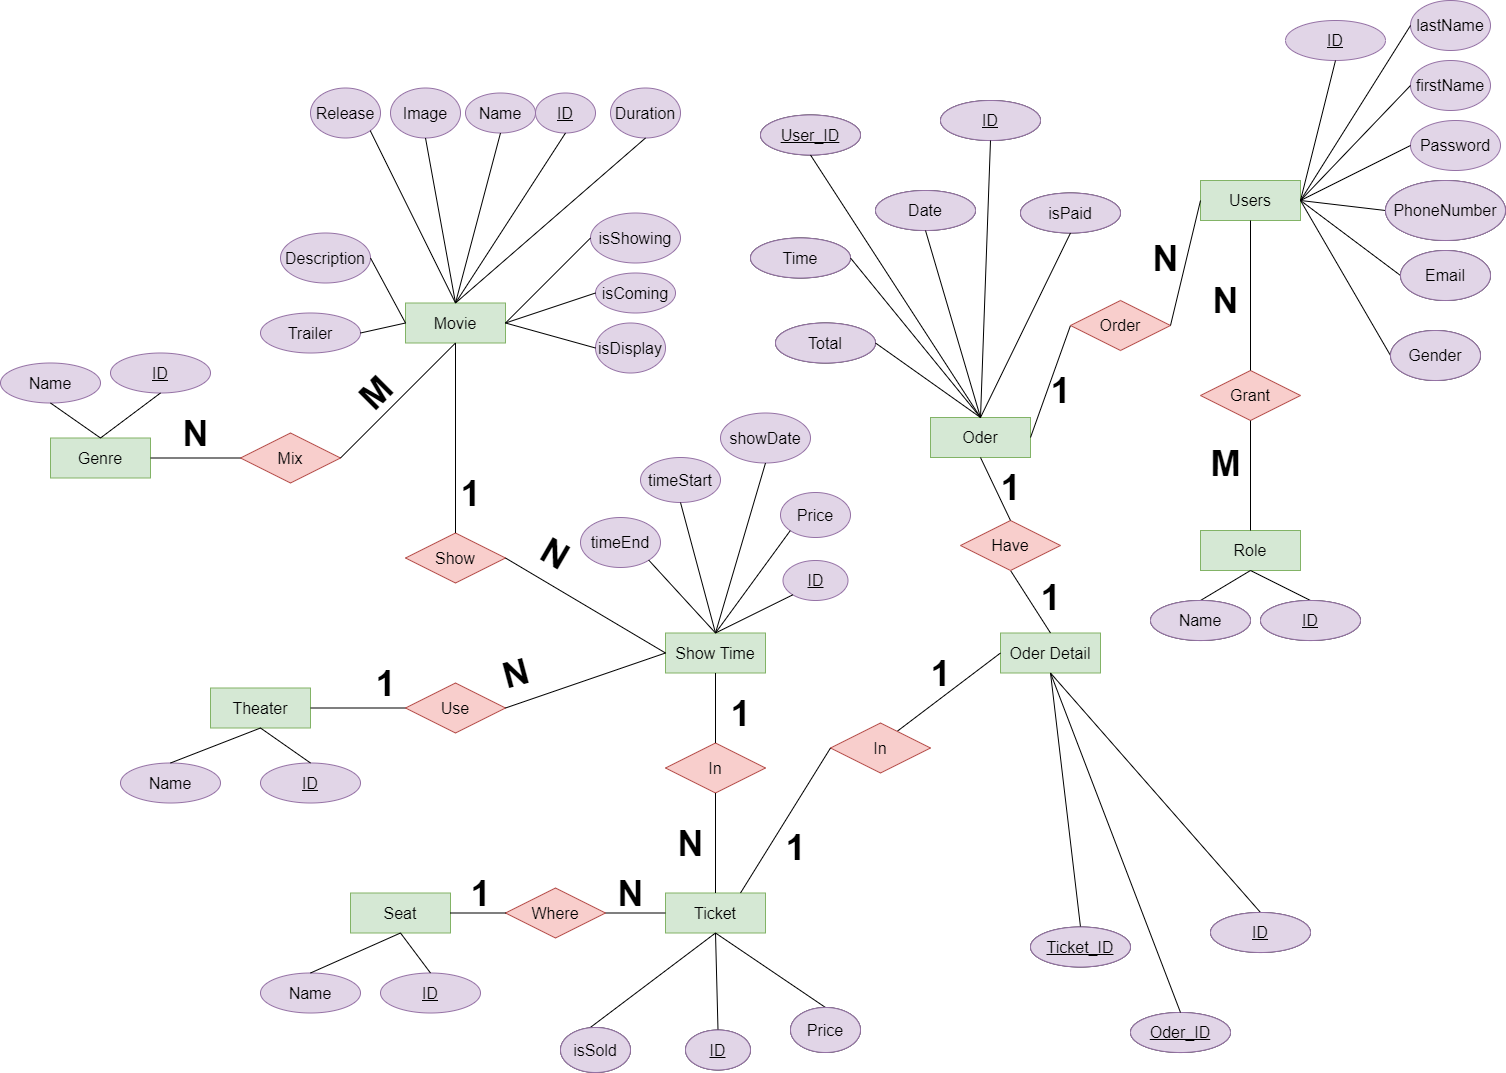 lastName
ID
firstName
Release
Image
Name
ID
Duration
User_ID
ID
Password
Users
PhoneNumber
Date
isPaid
isShowing
Description
Time
N
Email
isComing
N
Movie
Order
Trailer
Total
isDisplay
Gender
Name
ID
M
1
Grant
N
Oder
showDate
Genre
Mix
M
timeStart
1
1
Price
timeEnd
Have
Show
N
Role
ID
1
Name
ID
Show Time
Oder Detail
N
1
1
Theater
Use
1
In
In
Name
ID
N
1
1
N
Seat
Where
Ticket
ID
Ticket_ID
Name
ID
Price
Oder_ID
isSold
ID